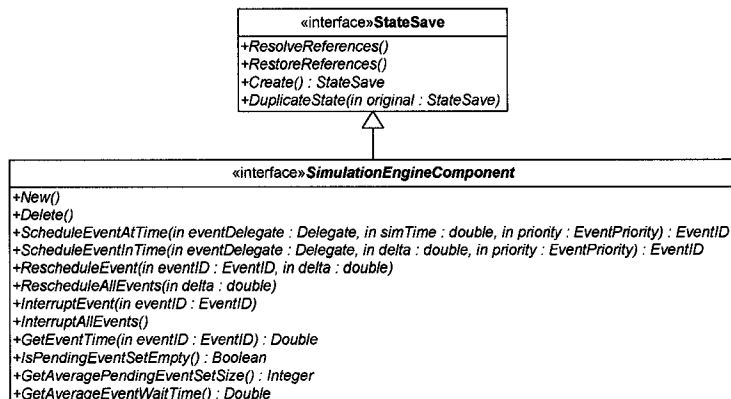 «interface»StateSave
+ResolveReferences()
+RestoreReferences()
+Create() : StateSave
+DuplicateState(in original : StateSave)
«interface»SimulationEngineComponent
+New()
+Delete()
+ScheduleEventAtTime(in eventDelegate : Delegate, in simTime : double, in priority : EventPriority) : EventID
+ScheduleEventInTime(in eventDelegate : Delegate, in delta : double, in priority : EventPriority) : EventID
+RescheduleEvent(in eventID : EventID, in delta : double)
+RescheduleAllEvents(in delta : double)
+InterruptEvent(in eventID : EventID)
+InterruptAllEvents()
+GetEventTime(in eventID : EventID) : Double
+IsPendingEventSetEmpty() : Boolean
+GetAveragePendingEventSetSize() : Integer
+GetAverageEventWaitTime() : Double